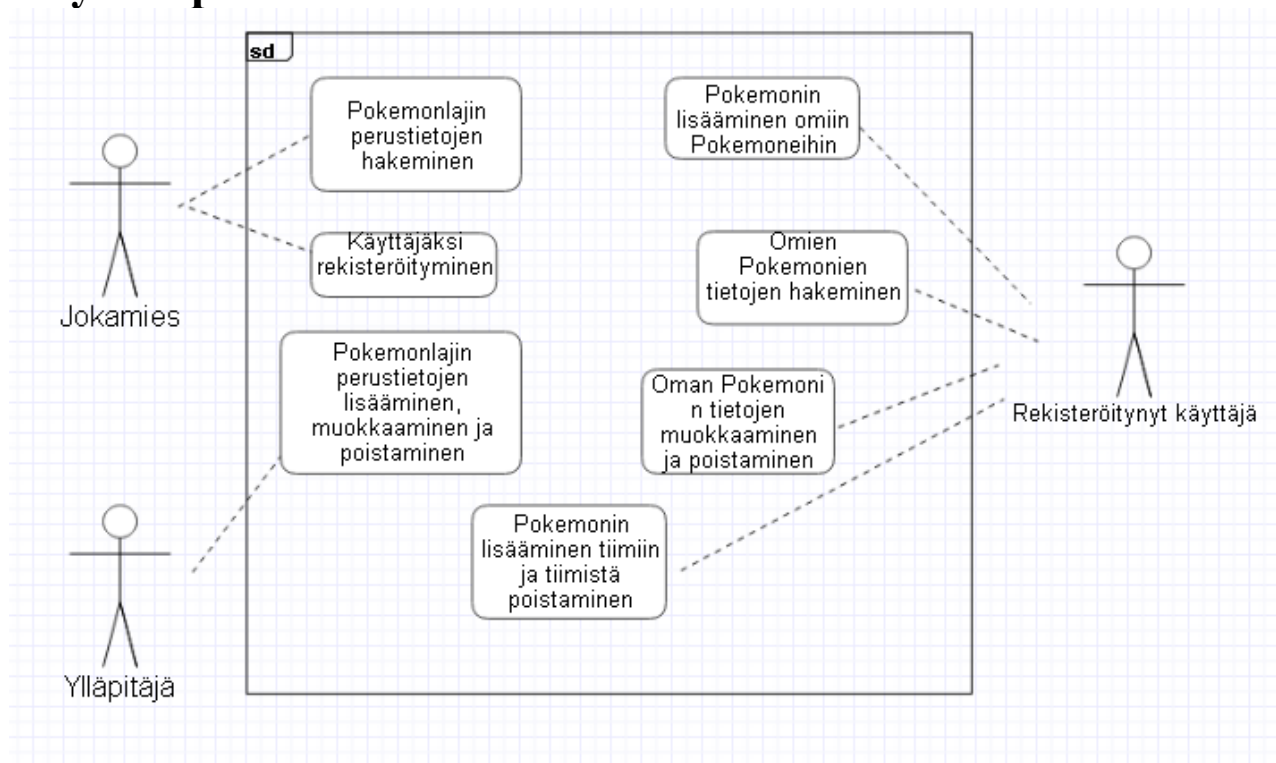 sd
Pokemonlajin
perustietojen
hakeminen
Käyttäjäksi
rekisteröityminen
Jokamies
Pokemonlajin
perustietojen
lisääminen,
muokkaaminen ja
poistaminen
Ylläpitäjä
Pokemonin
lisääminen omiin
Pokemoneihin
Omien
Pokemonien
tietojen hakeminen
Oman Pokemoni
n tietojen
muokkaaminen
ja poistaminen
Rekisteröitynyt käyttäjä
Pokemonin
lisääminen tiimiin
ja tiimistä
poistaminen